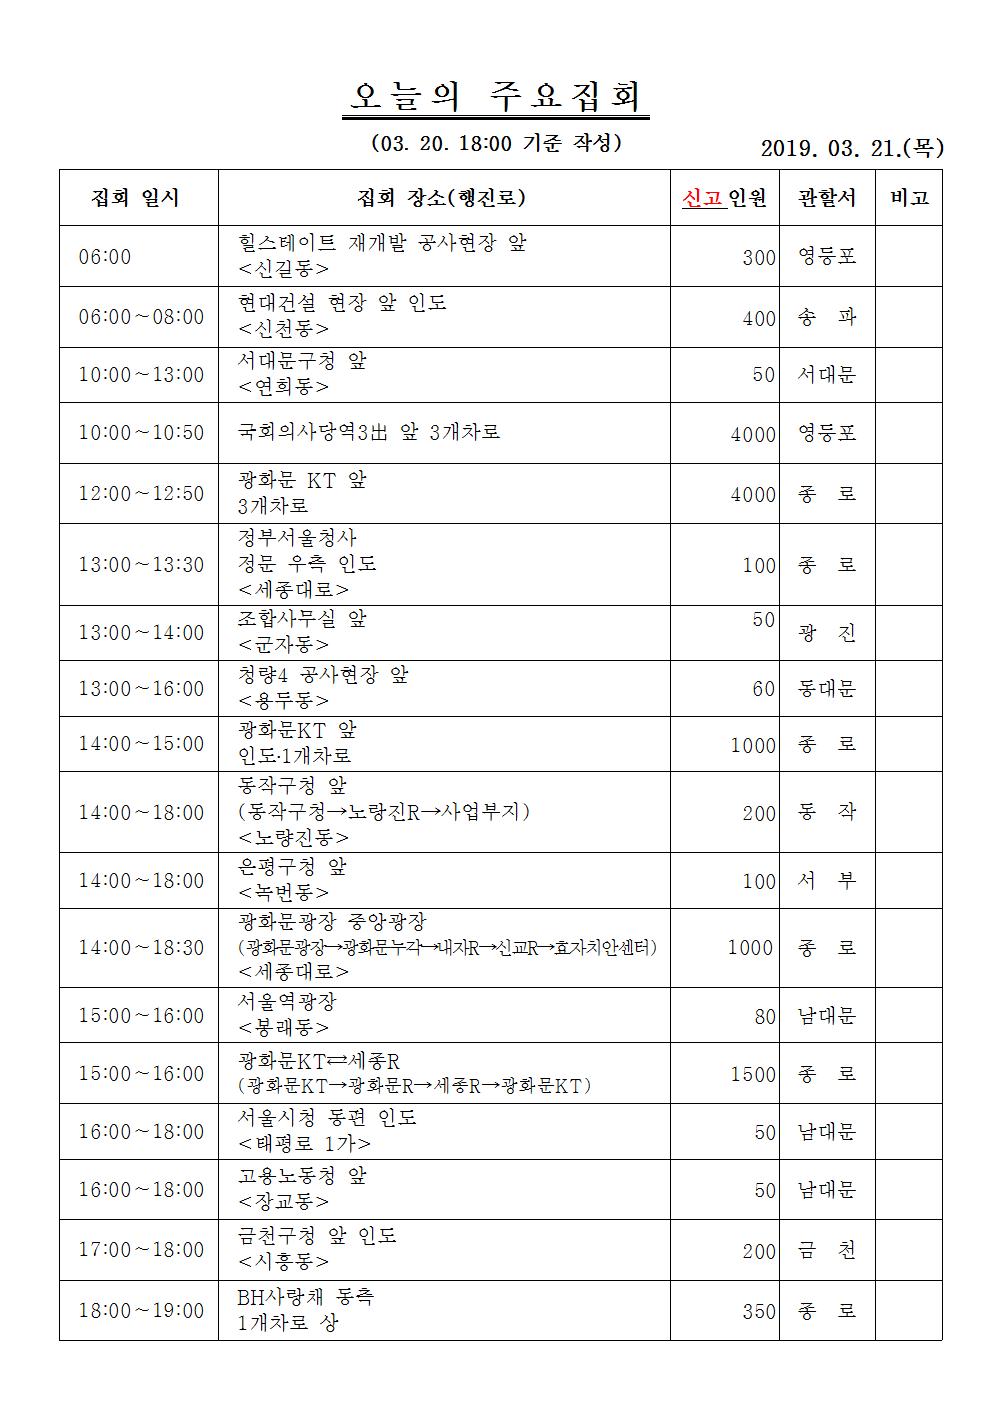 오늘의 주요집회
(03. 20. 18:00 기준 작성)
2019. 03. 21.(목)
집회 일시 집회 장소(행진로) 신고인원 관할서 비고
06:00 힐스테이트 재개발 공사현장 앞
<신길동> 300 영등포
06:00~08:00 현대건설 현장 앞 인도
<신천동> 400 송 파
10:00~13:00 서대문구청 앞
<연희동> 50 서대문
10:00~10:50 국회의사당역3出 앞 3개차로 4000 영등포
12:00~12:50 광화문 KT 앞
3개차로 4000 종 로
13:00~13:30 정부서울청사
정문 우측 인도
<세종대로> 100 종 로
13:00~14:00 조합사무실 앞
<군자동> 50 광 진
13:00~16:00 청량4 공사현장 앞
<용두동> 60 동대문
14:00~15:00 광화문KT 앞
인도·1개차로 1000 종 로
14:00~18:00 동작구청 앞
(동작구청→노량진R→사업부지)
<노량진동> 200 동 작
14:00~18:00 은평구청 앞
<녹번동> 100 서 부
14:00~18:30 광화문광장 중앙광장
(광화문광장→광화문누각→내자R→신교R→효자치안센터)
<세종대로> 1000 종 로
15:00~16:00 서울역광장
<봉래동> 80 남대문
15:00~16:00 광화문KT⇄세종R
(광화문KT→광화문R→세종R→광화문KT) 1500 종 로
16:00~18:00 서울시청 동편 인도
<태평로 1가> 50 남대문
16:00~18:00 고용노동청 앞
<장교동> 50 남대문
17:00~18:00 금천구청 앞 인도
<시흥동> 200 금 천
18:00~19:00 BH사랑채 동측
1개차로 상 350 종 로